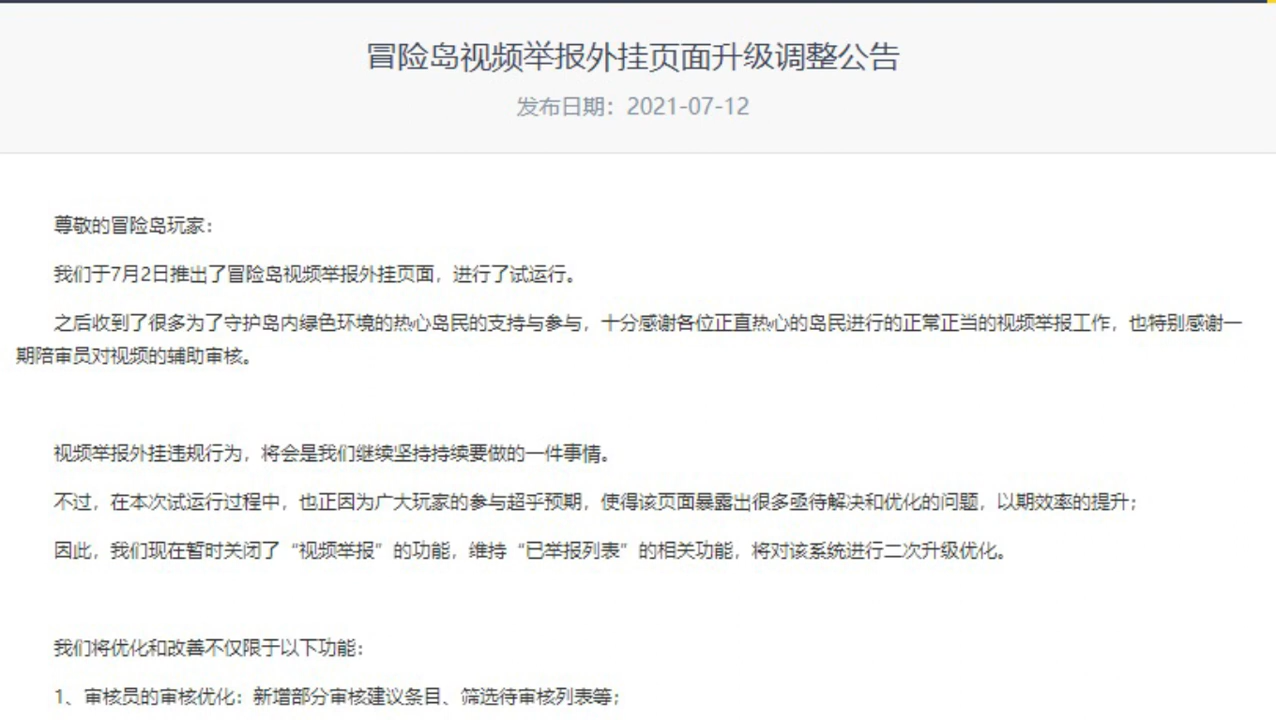 冒险岛视频举报外挂页面升级调整公告
发布日期：2021-07-12
尊敬的冒险岛玩家：
我们于7月2日推出了冒险岛视频举报外挂页面，进行了试运行。
之后收到了很多为了守护岛内绿色环境的热心岛民的支持与参与，十分感谢各位正直热心的岛民进行的正常正当的视频举报工作，也特别感谢一
期陪审员对视频的辅助审核。
视频举报外挂违规行为，将会是我们继续坚持持续要做的一件事情。
不过，在本次试运行过程中，也正因为广大玩家的参与超乎预期，使得该页面暴露出很多亟待解决和优化的问题，以期效率的提升；
因此，我们现在暂时关闭了“视频举报”的功能，维持“已举报列表”的相关功能，将对该系统进行二次升级优化。
我们将优化和改善不仅限于以下功能：
1、审核员的审核优化：新增部分审核建议条目、筛选待审核列表等；